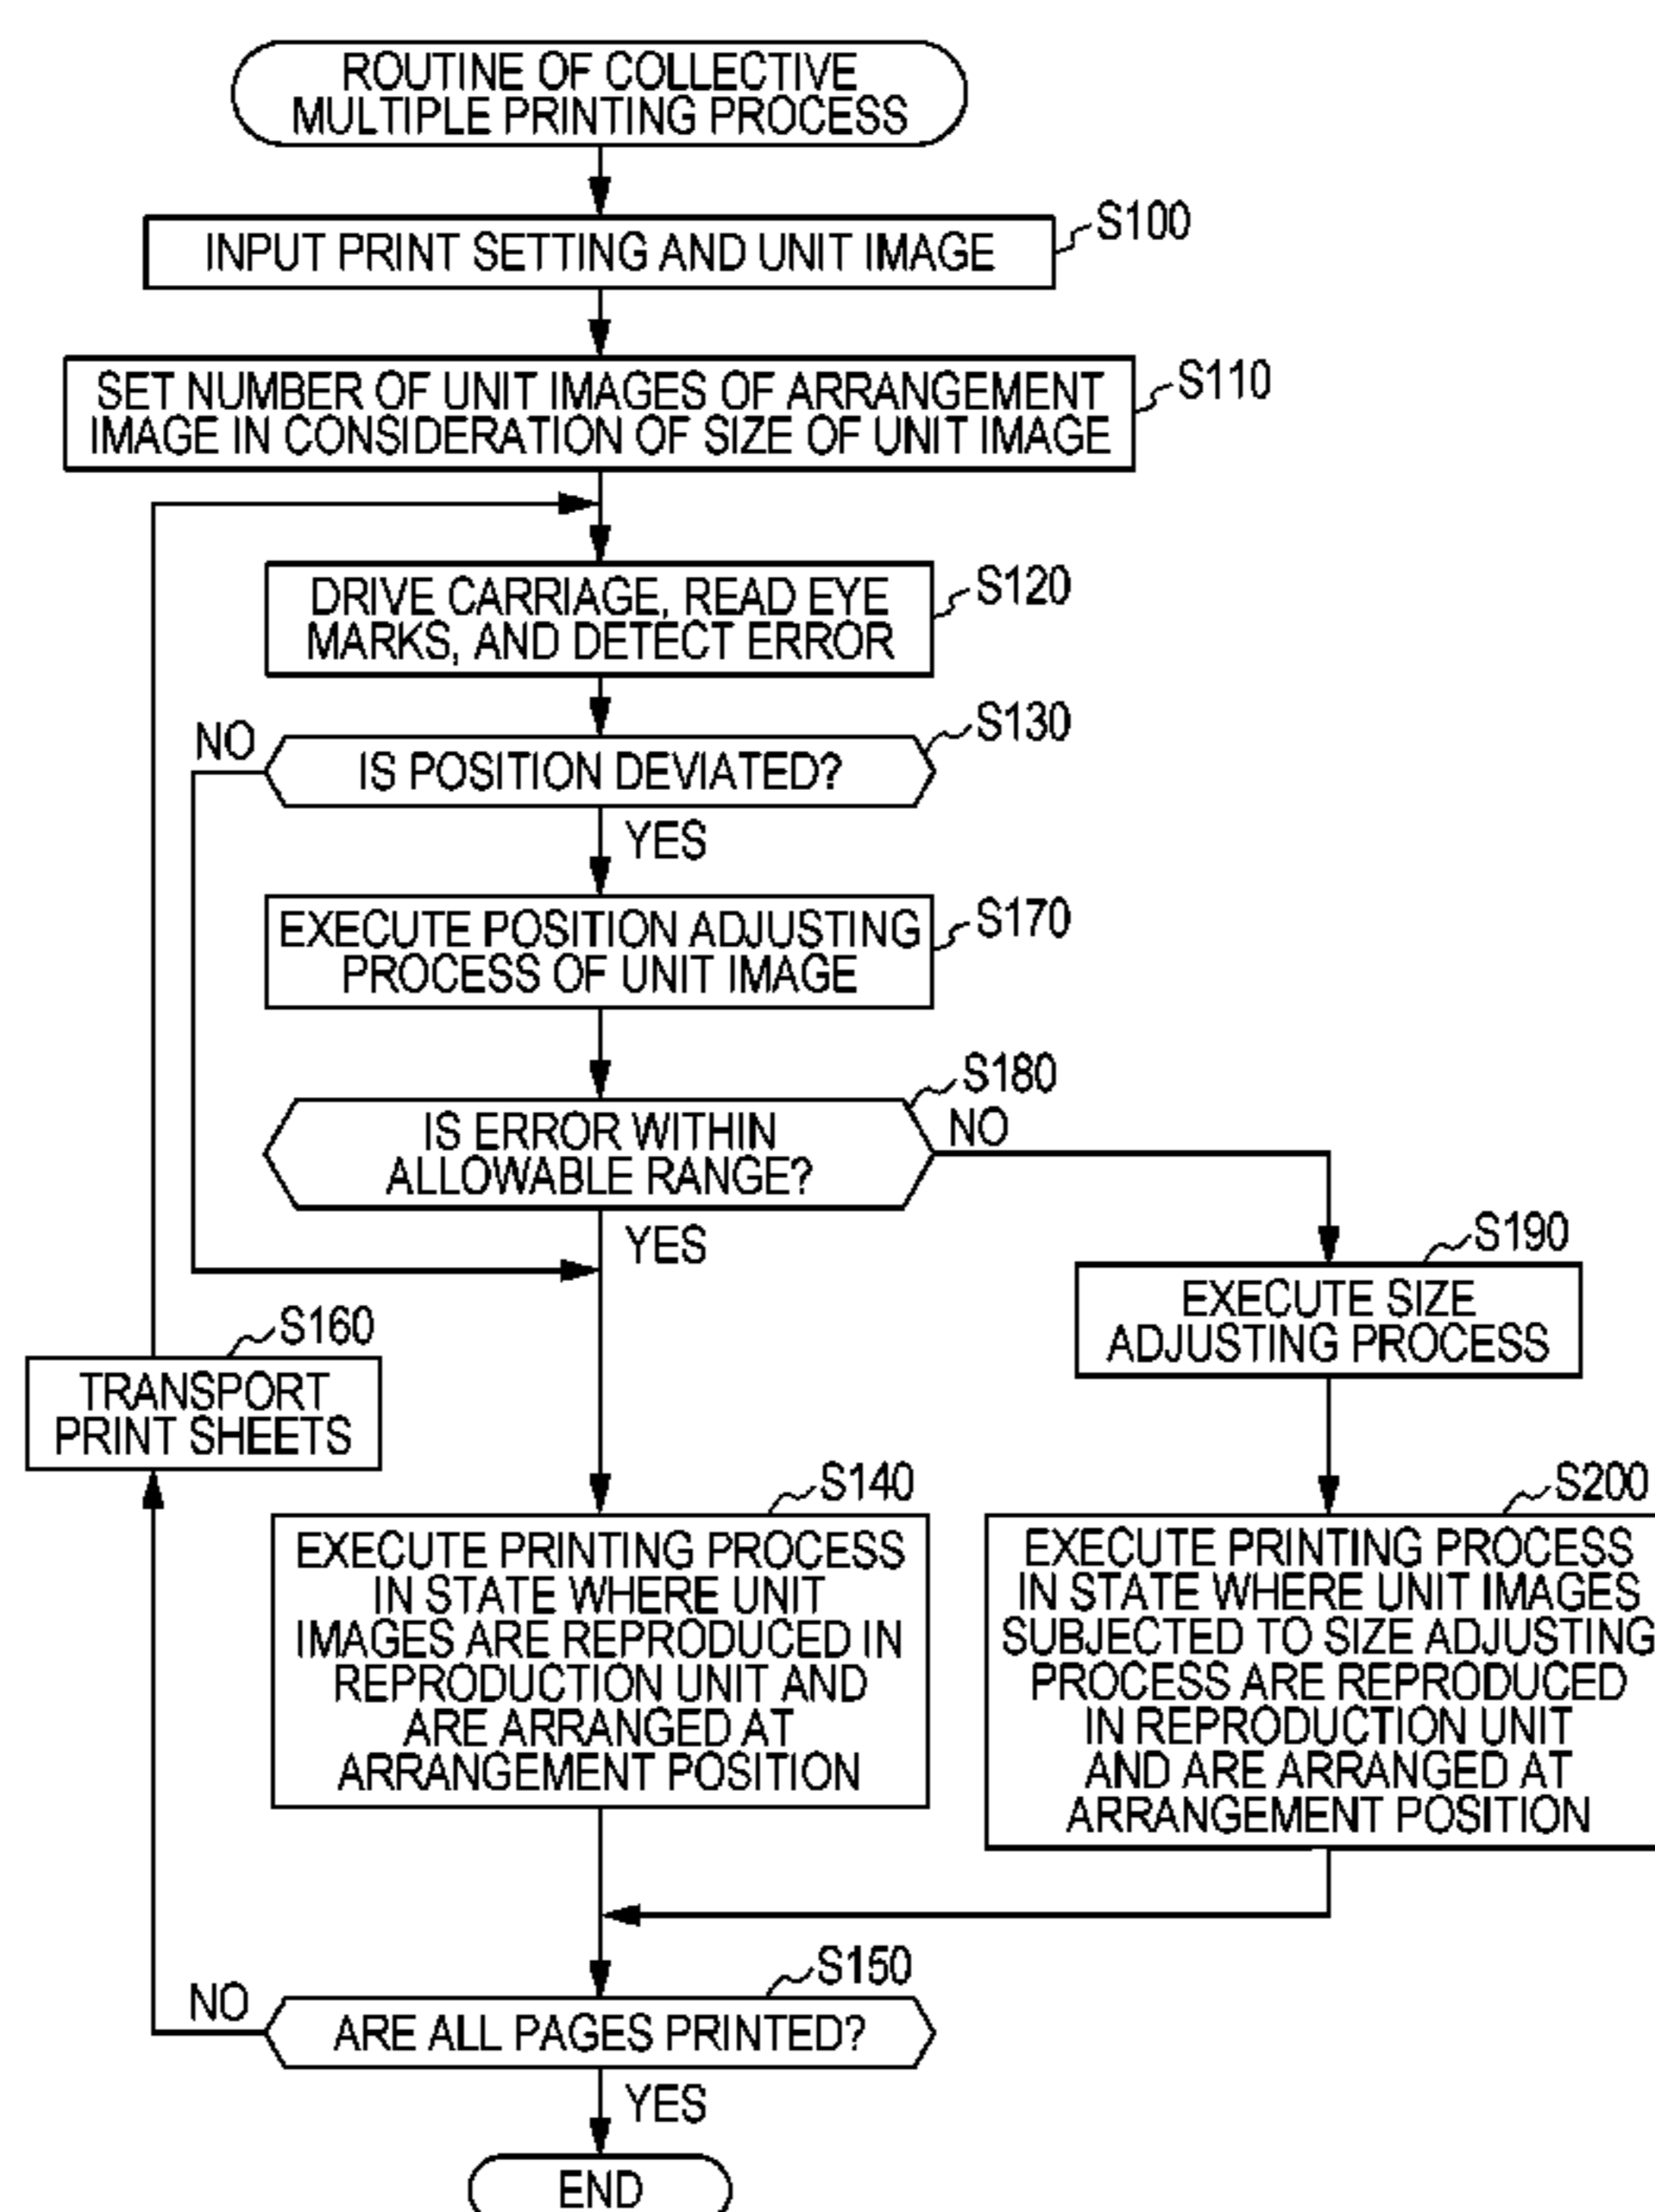 ROUTINE OF COLLECTIVE
MULTIPLE PRINTING PROCESS
S100
INPUT PRINT SETTING AND UNIT IMAGE
S110
SET NUMBER OF UNIT IMAGES OF ARRANGEMENT
IMAGE IN CONSIDERATION OF SIZE OF UNIT IMAGE
S120
DRIVE CARRIAGE, READ EYE
MARKS, AND DETECT ERROR
S130
NO
IS POSITION DEVIATED?
YES
S170
EXECUTE POSITION ADJUSTING
PROCESS OF UNIT IMAGE
S180
NO
IS ERROR WITHIN
ALLOWABLE RANGE?
YES
S190
EXECUTE SIZE
ADJUSTING PROCESS
S160
TRANSPORT
PRINT SHEETS
S140
EXECUTE PRINTING PROCESS
IN STATE WHERE UNIT
IMAGES ARE REPRODUCED IN
REPRODUCTION UNIT AND
ARE ARRANGED AT
ARRANGEMENT POSITION
S200
EXECUTE PRINTING PROCESS
IN STATE WHERE UNIT IMAGES
SUBJECTED TO SIZE ADJUSTING
PROCESS ARE REPRODUCED
IN REPRODUCTION UNIT
AND ARE ARRANGED AT
ARRANGEMENT POSITION
S150
NO
ARE ALL PAGES PRINTED?
YES
END